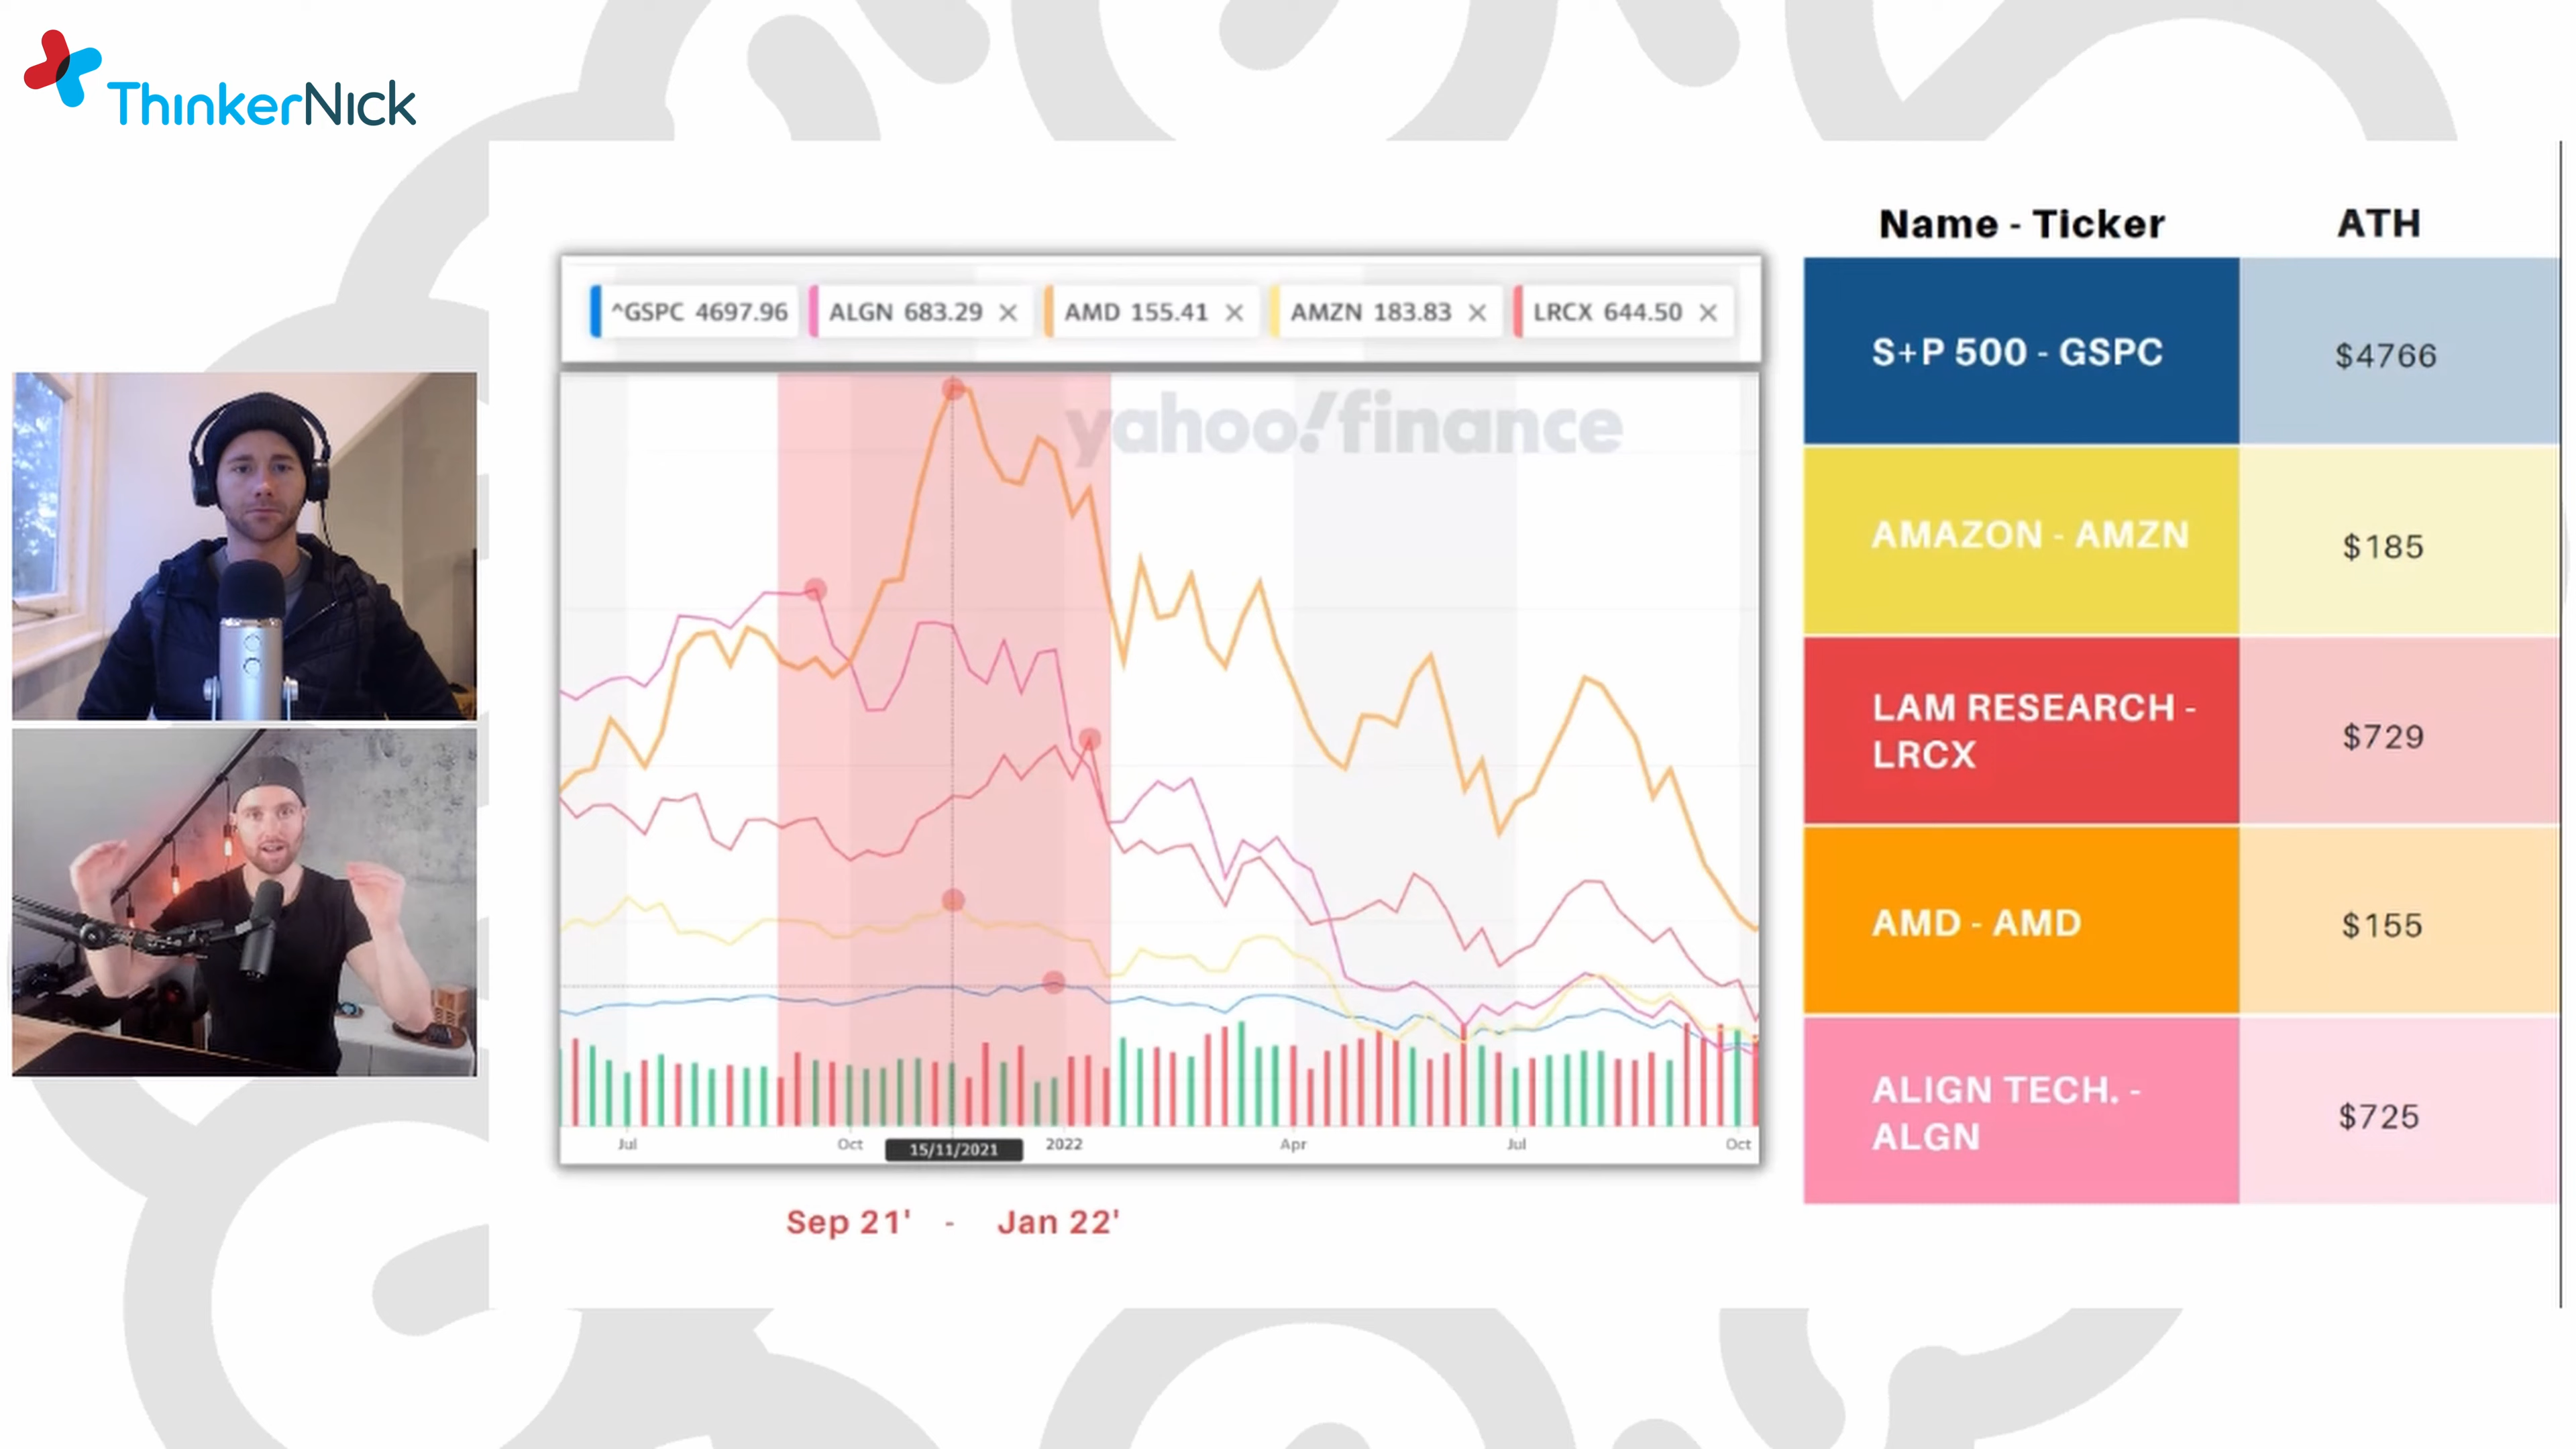 ThinkerNick
Name - Ticker
ATH
^GSPC 4697.96
ALGN 683.29 ×
AMD 155.41 ×
AMZN 183.83 ×
LRCX 644.50 ×
yahoo!finance
S+P 500 - GSPC
$4766
AMAZON - AMZN
$185
LAM RESEARCH -
LRCX
$729
AMD - AMD
$155
ALIGN TECH. -
ALGN
$725
Jul
Oct
15/11/2021
2022
Apr
Jul
Oct
Sep 21' - Jan 22'